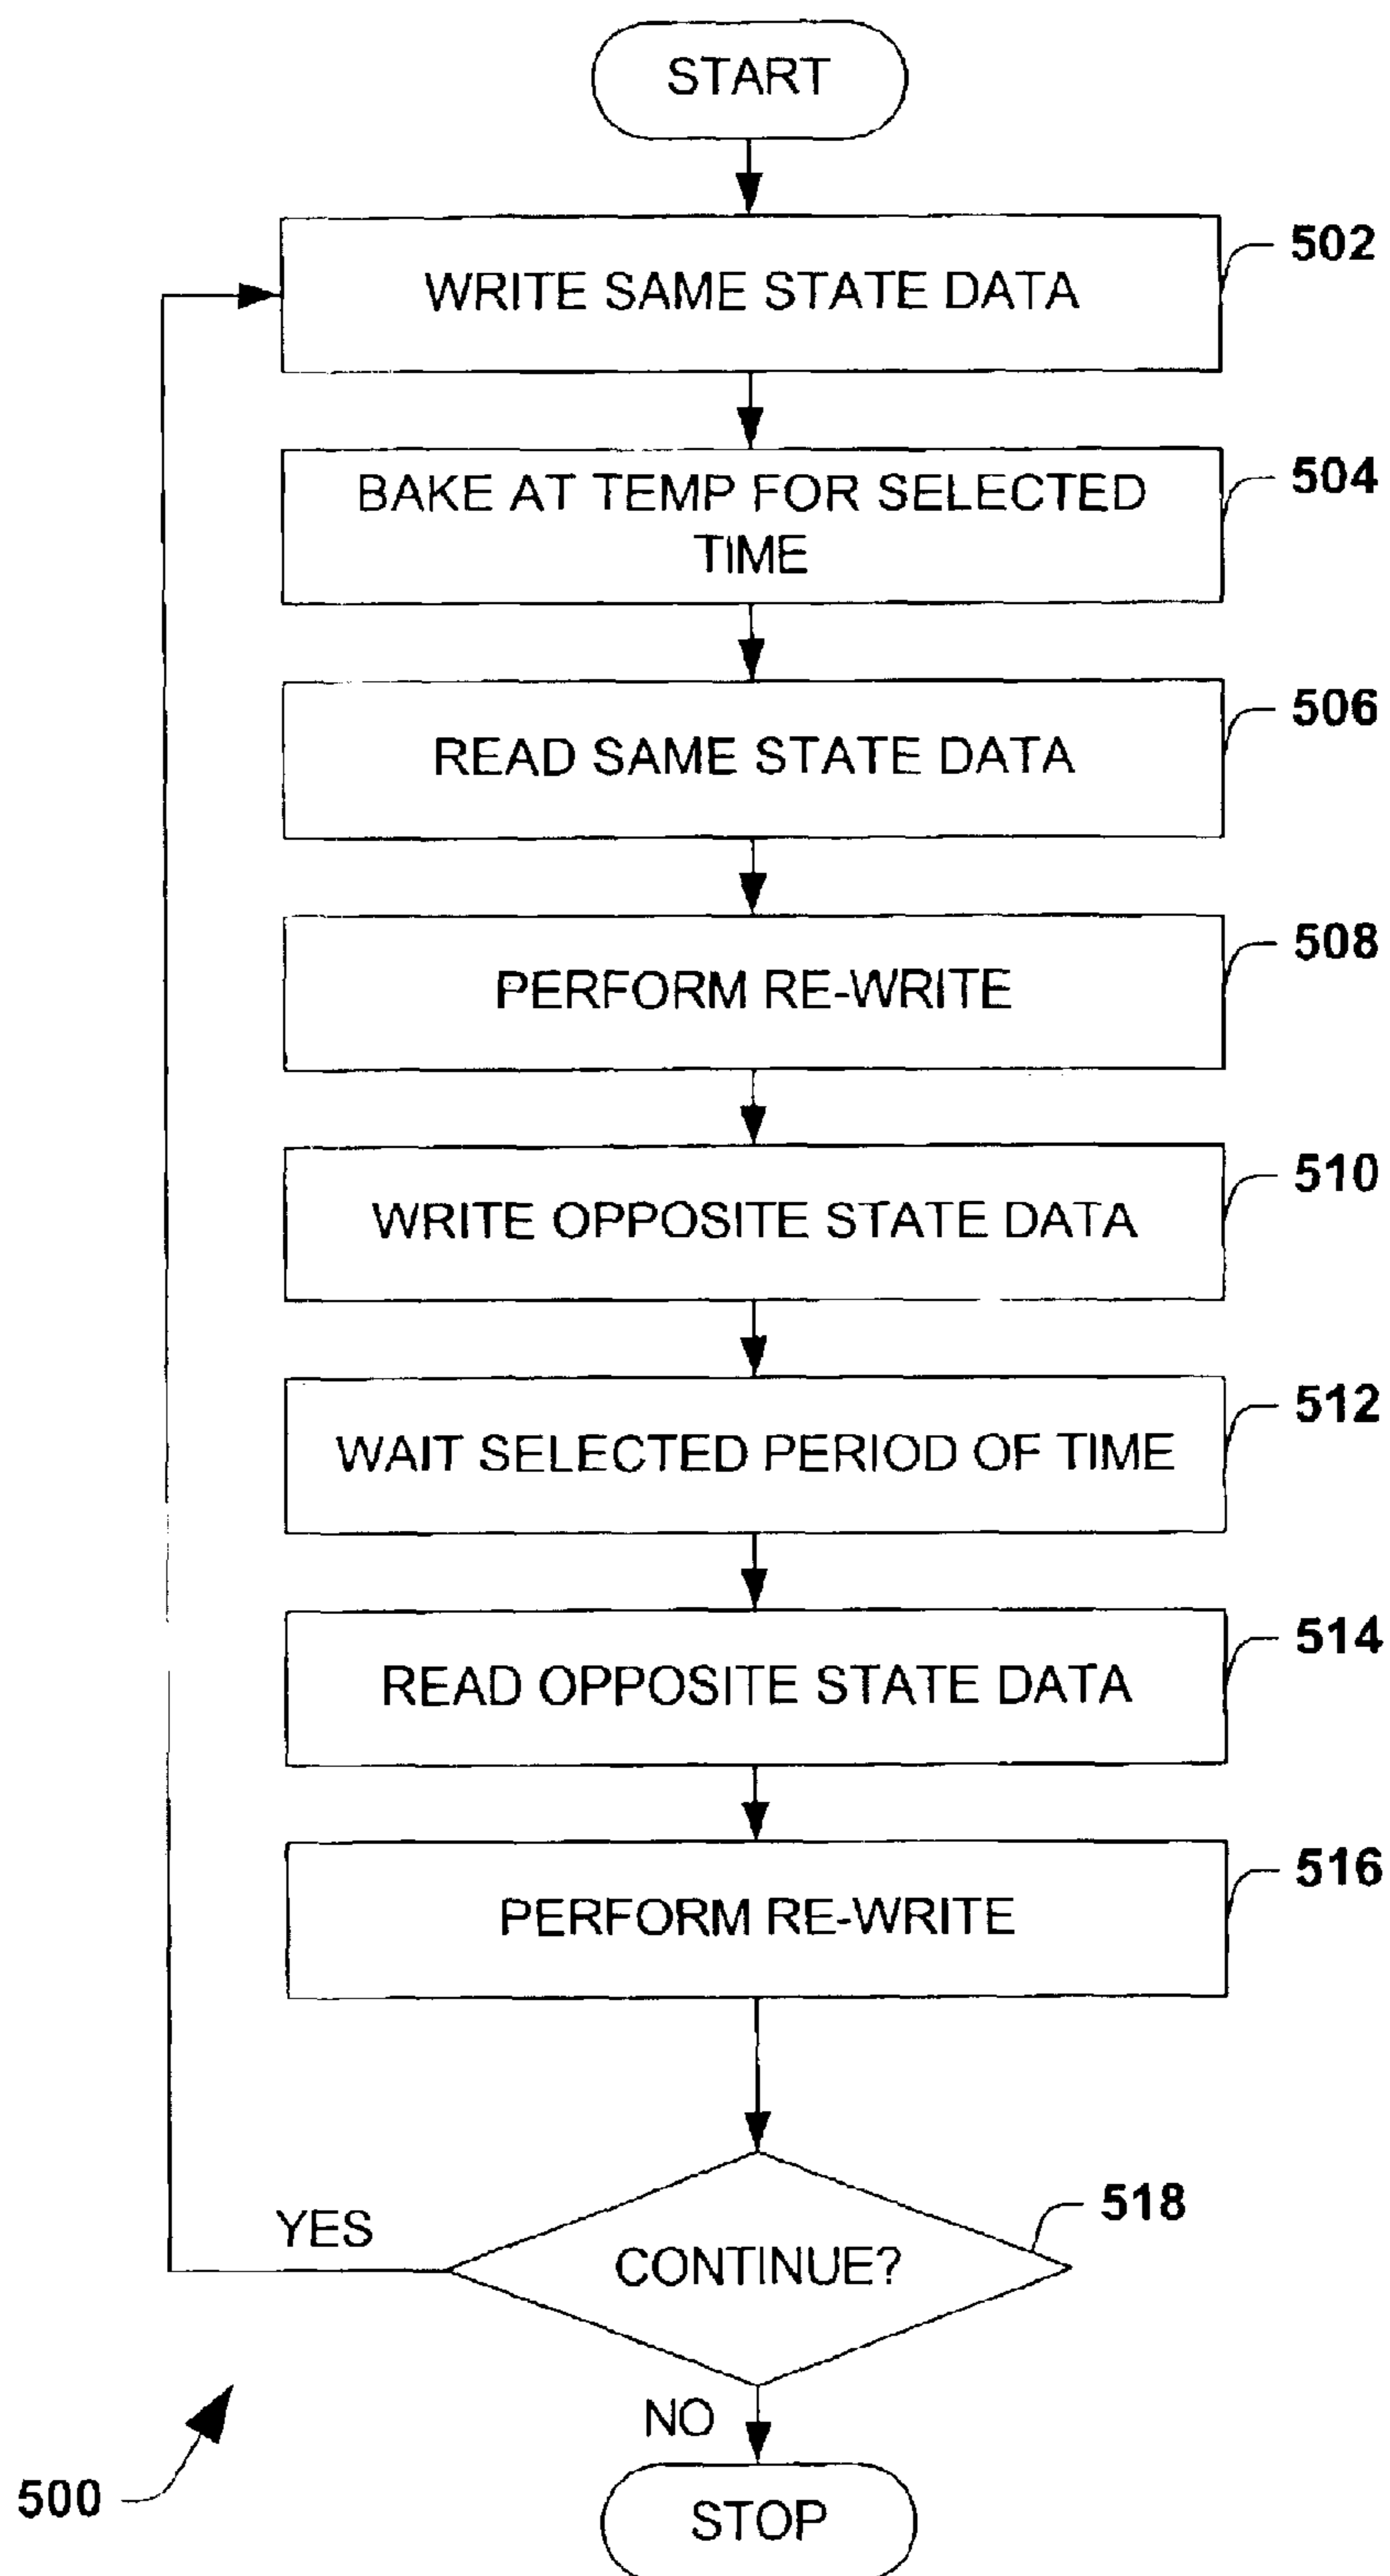 START
WRITE SAME STATE DATA
502
BAKE AT TEMP FOR SELECTED
TIME
504
READ SAME STATE DATA
506
PERFORM RE-WRITE
508
WRITE OPPOSITE STATE DATA
510
WAIT SELECTED PERIOD OF TIME
512
READ OPPOSITE STATE DATA
514
PERFORM RE-WRITE
516
CONTINUE?
518
YES
NO
500
STOP